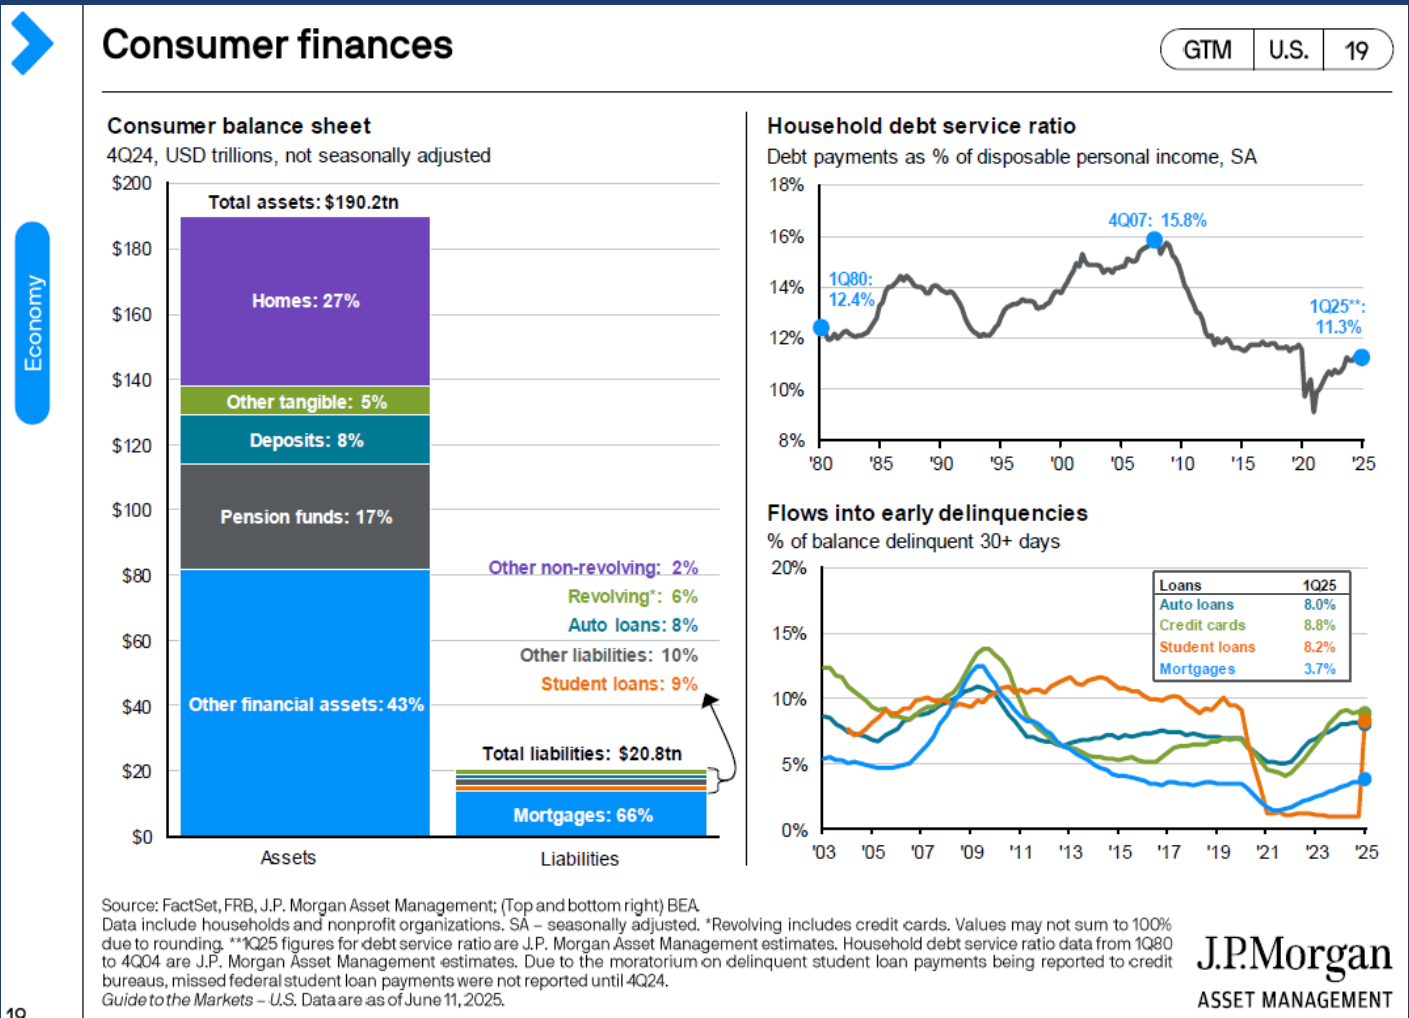 Consumer finances
GTM U.S. 19
Economy
Consumer balance sheet
4Q24, USD trillions, not seasonally adjusted
$200
$180
$160
$140
$120
$100
$80
$60
$40
$20
$0
Total assets: $190.2tn
Homes: 27%
Other tangible: 5%
Deposits: 8%
Pension funds: 17%
Other financial assets: 43%
Other non-revolving: 2%
Revolving*: 6%
Auto loans: 8%
Other liabilities: 10%
Student loans: 9%
Total liabilities: $20.8tn
Mortgages: 66%
Assets
Liabilities
Household debt service ratio
Debt payments as % of disposable personal income, SA
18%
16%
14%
12%
10%
8%
1Q80:
12.4%
4Q07: 15.8%
1Q25**:
11.3%
'80 '85 '90 '95 '00 '05 '10 '15 '20 '25
Flows into early delinquencies
% of balance delinquent 30+ days
20%
15%
10%
5%
0%
Loans 1Q25
Auto loans 8.0%
Credit cards 8.8%
Student loans 8.2%
Mortgages 3.7%
'03 '05 '07 '09 '11 '13 '15 '17 '19 '21 '23 '25
Source: FactSet, FRB, J.P. Morgan Asset Management; (Top and bottom right) BEA.
Data include households and nonprofit organizations. SA – seasonally adjusted. *Revolving includes credit cards. Values may not sum to 100%
due to rounding. **1Q25 figures for debt service ratio are J.P. Morgan Asset Management estimates. Household debt service ratio data from 1Q80
to 4Q04 are J.P. Morgan Asset Management estimates. Due to the moratorium on delinquent student loan payments being reported to credit
bureaus, missed federal student loan payments were not reported until 4Q24.
Guide to the Markets – U.S. Data are as of June 11, 2025.
J.P.Morgan
ASSET MANAGEMENT
19